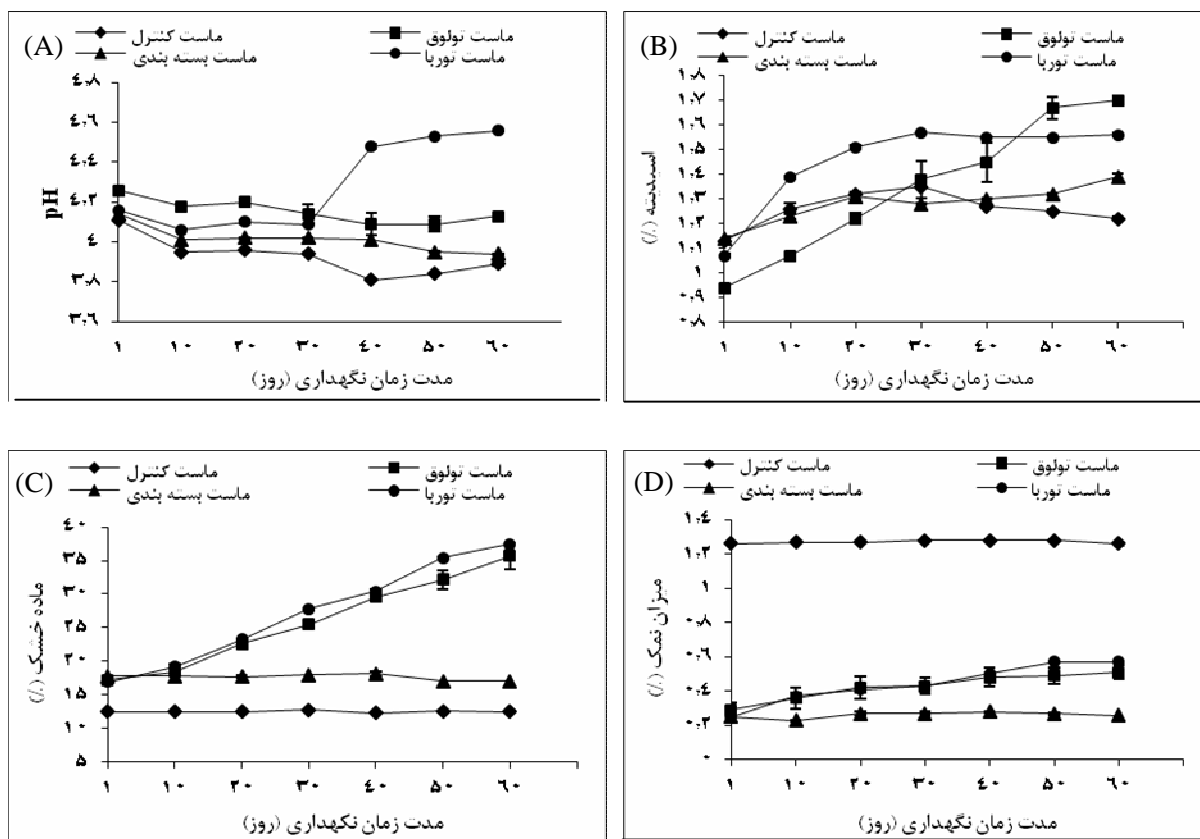 (A)
ماست کنترل
ماست تولوق
ماست بسته بندی
ماست توربا
pH
۴٫۸
۴٫۶
۴٫۴
۴٫۲
۴
۳٫۸
۳٫۶
۱ ۱۰ ۲۰ ۳۰ ۴۰ ۵۰ ۶۰
مدت زمان نگهداری (روز)
(B)
ماست کنترل
ماست تولوق
ماست بسته بندی
ماست توربا
اسیدیته (٪)
۱٫۸
۱٫۷
۱٫۶
۱٫۵
۱٫۴
۱٫۳
۱٫۲
۱٫۱
۱
۰٫۹
۰٫۸
۱ ۱۰ ۲۰ ۳۰ ۴۰ ۵۰ ۶۰
مدت زمان نگهداری (روز)
(C)
ماست کنترل
ماست تولوق
ماست بسته بندی
ماست توربا
ماده خشک (٪)
۴۰
۳۵
۳۰
۲۵
۲۰
۱۵
۱۰
۵
۱ ۱۰ ۲۰ ۳۰ ۴۰ ۵۰ ۶۰
مدت زمان نگهداری (روز)
(D)
ماست کنترل
ماست تولوق
ماست بسته بندی
ماست توربا
میزان نمک (٪)
۱٫۴
۱٫۲
۱
۰٫۸
۰٫۶
۰٫۴
۰٫۲
۰
۱ ۱۰ ۲۰ ۳۰ ۴۰ ۵۰ ۶۰
مدت زمان نگهداری (روز)